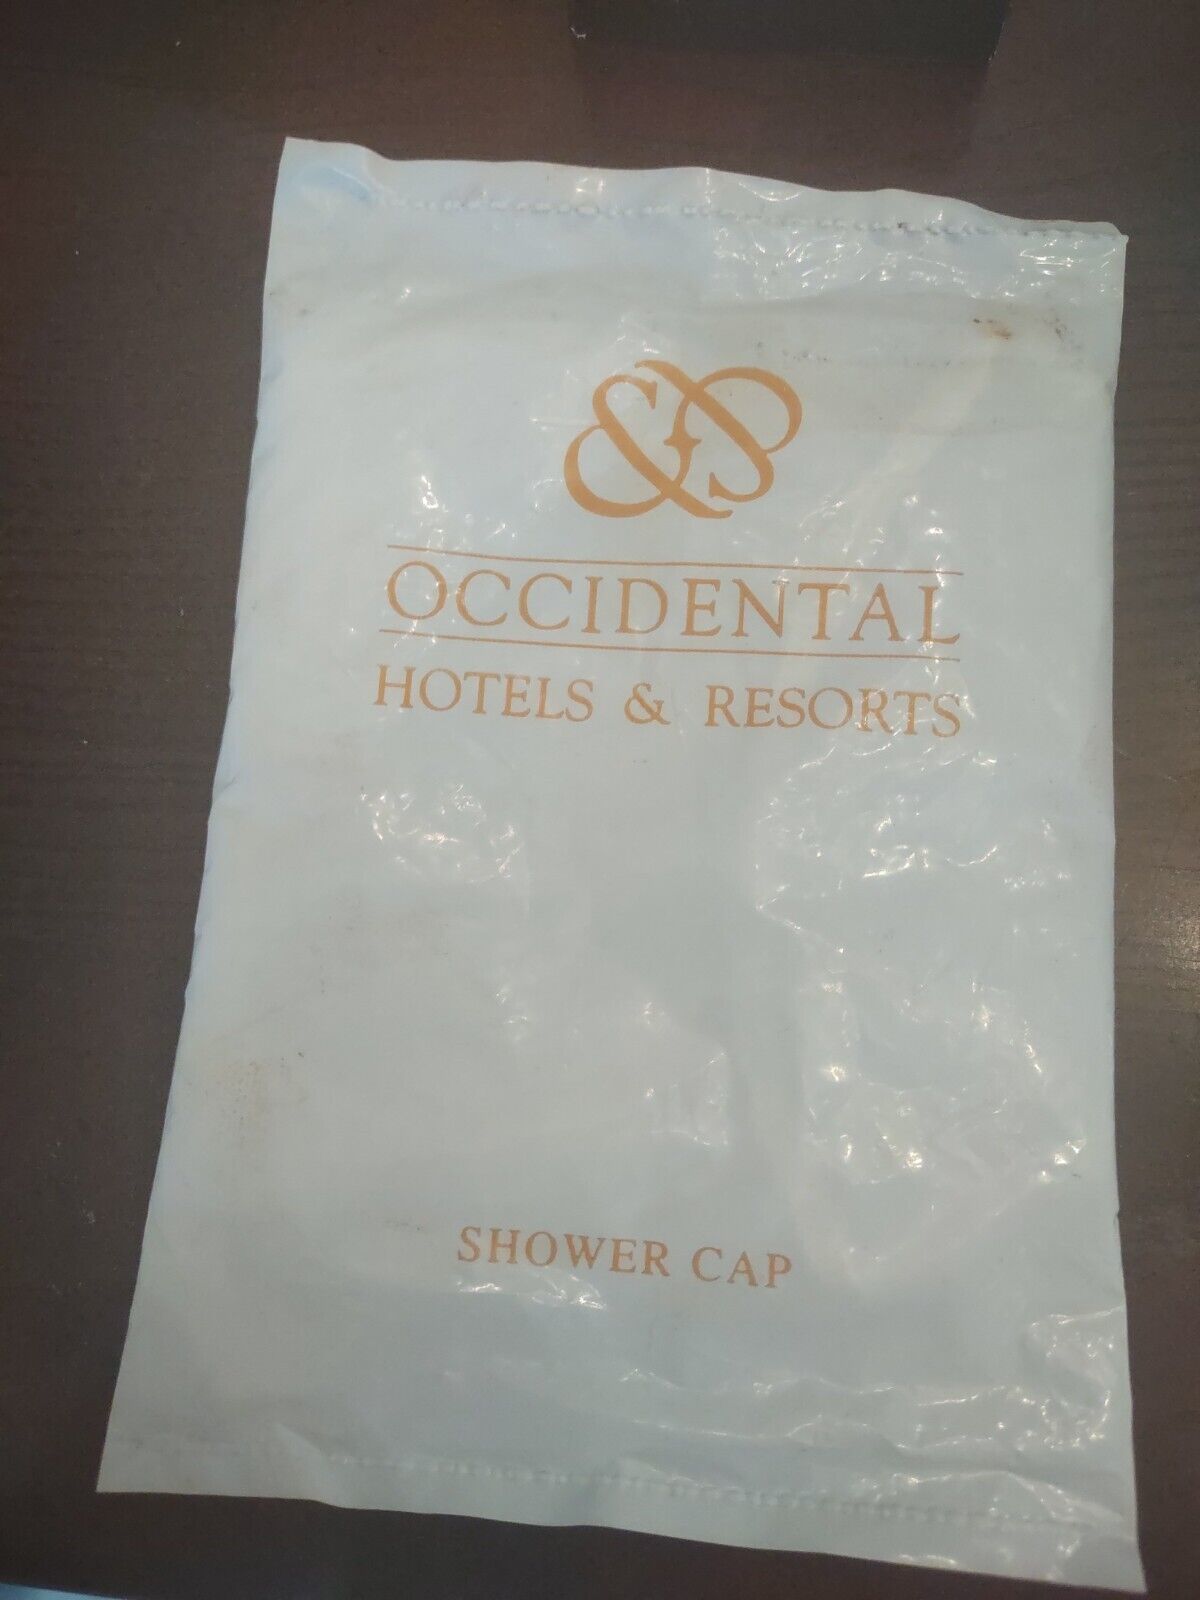 OCCIDENTAL
HOTELS & RESORTS
SHOWER CAP